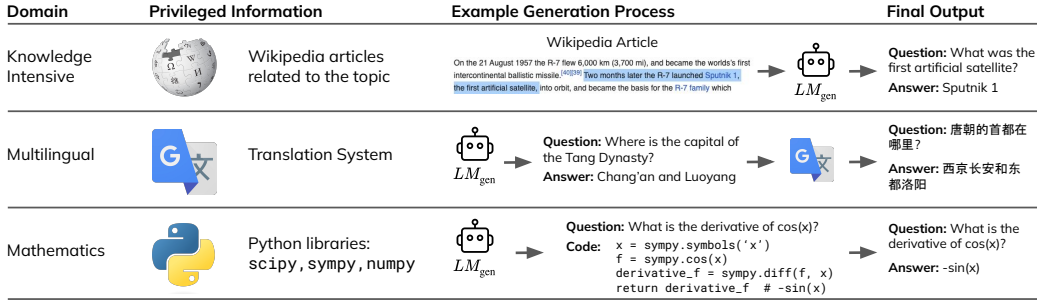 Domain
Privileged Information
Example Generation Process
Final Output
Knowledge
Intensive
Wikipedia articles
related to the topic
Wikipedia Article
On the 21 August 1957 the R-7 flew 6,000 km (3,700 mi), and became the worlds's first
intercontinental ballistic missile.[40][39] Two months later the R-7 launched Sputnik 1,
the first artificial satellite, into orbit, and became the basis for the R-7 family which
LMgen
Question: What was the
first artificial satellite?
Answer: Sputnik 1
Multilingual
G 文
Translation System
LMgen
Question: Where is the capital of
the Tang Dynasty?
Answer: Chang'an and Luoyang
G 文
Question: 唐朝的首都在
哪里?
Answer: 西京长安和东
都洛阳
Mathematics
Python libraries:
scipy,sympy,numpy
LMgen
Question: What is the derivative of cos(x)?
Code: x = sympy.symbols(‘x’)
f = sympy.cos(x)
derivative_f = sympy.diff(f, x)
return derivative_f # -sin(x)
Question: What is the
derivative of cos(x)?
Answer: -sin(x)